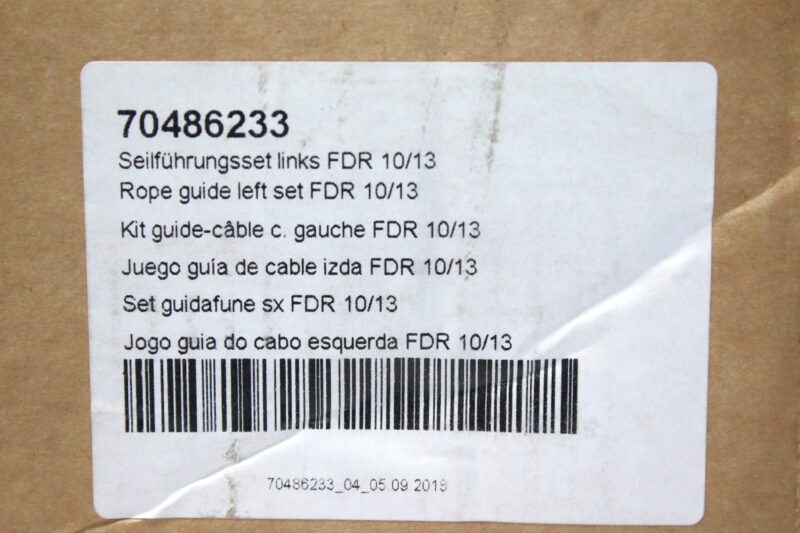 70486233
Seilführungsset links FDR 10/13
Rope guide left set FDR 10/13
Kit guide-câble c. gauche FDR 10/13
Juego guía de cable izda FDR 10/13
Set guidafune sx FDR 10/13
Jogo guia do cabo esquerda FDR 10/13
70486233_04_05.09.2018